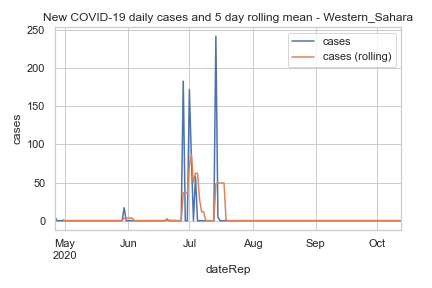 New COVID-19 daily cases and 5 day rolling mean - Western_Sahara
cases
cases (rolling)
250
200
150
100
50
0
cases
May
2020
Jun
Jul
Aug
Sep
Oct
dateRep